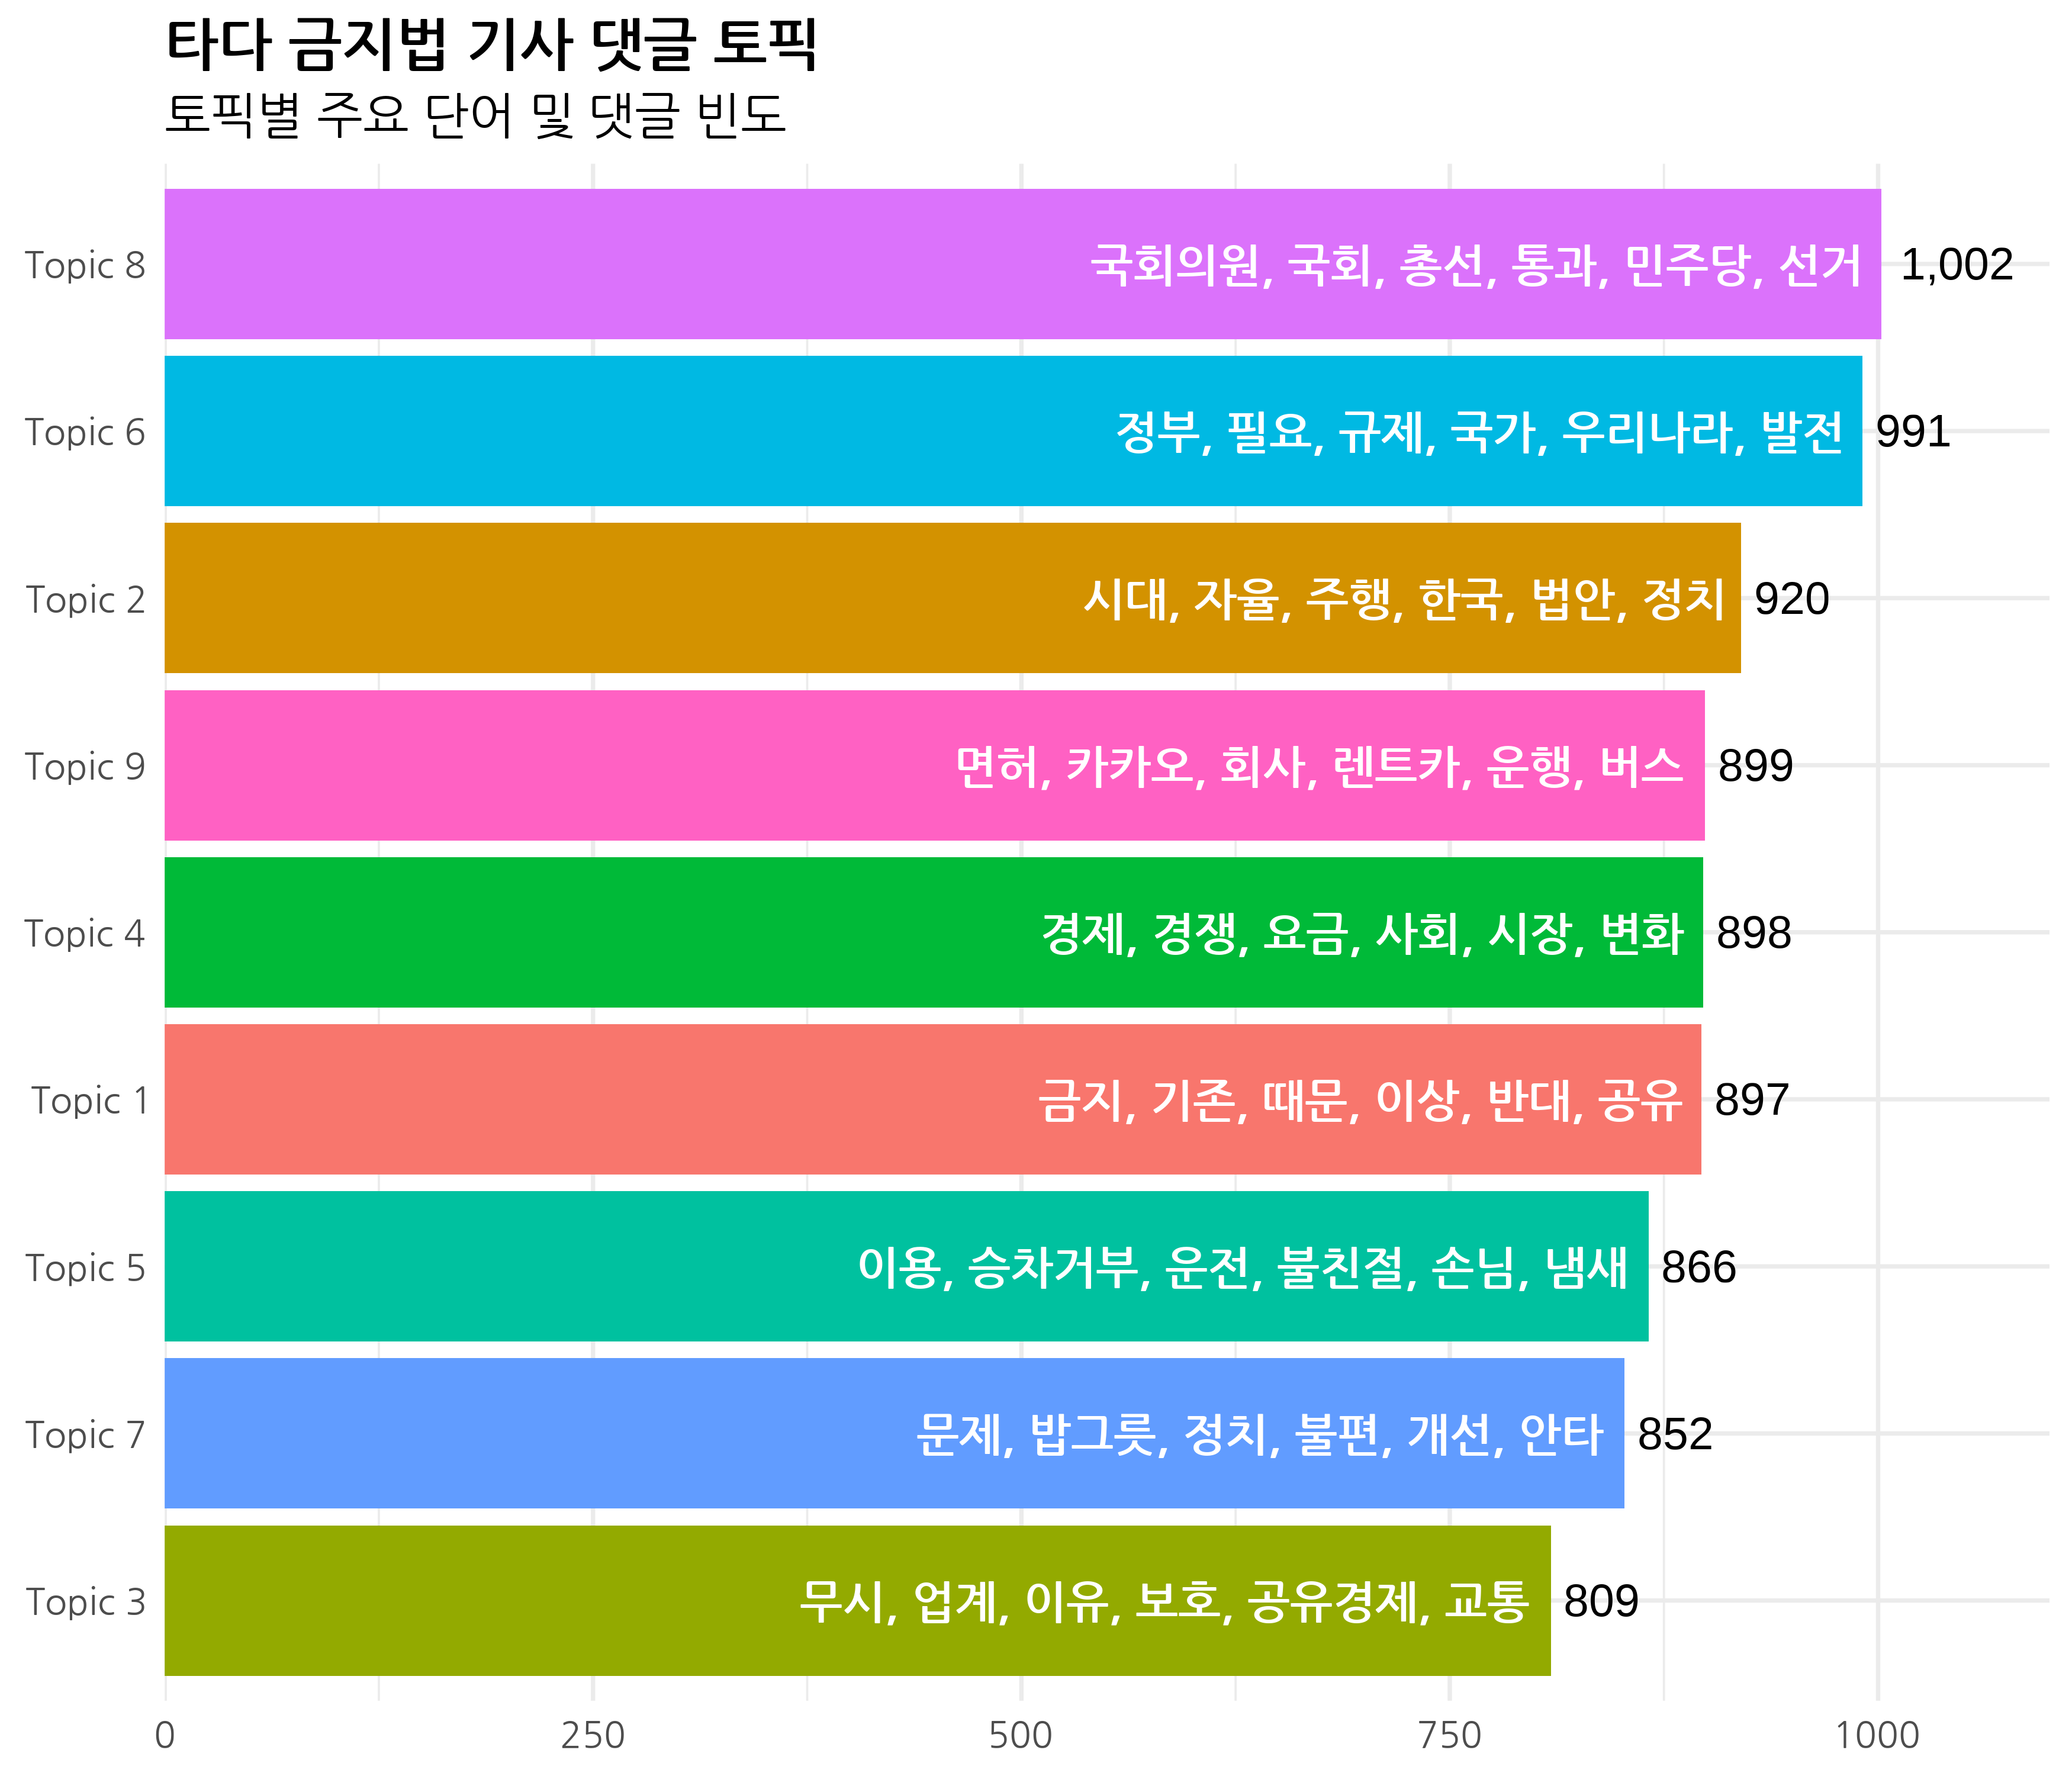 타다 금지법 기사 댓글 토픽
토픽별 주요 단어 및 댓글 빈도
Topic 8 국회의원, 국회, 총선, 통과, 민주당, 선거 1,002
Topic 6 정부, 필요, 규제, 국가, 우리나라, 발전 991
Topic 2 시대, 자율, 주행, 한국, 법안, 정치 920
Topic 9 면허, 카카오, 회사, 렌트카, 운행, 버스 899
Topic 4 경제, 경쟁, 요금, 사회, 시장, 변화 898
Topic 1 금지, 기존, 때문, 이상, 반대, 공유 897
Topic 5 이용, 승차거부, 운전, 불친절, 손님, 냄새 866
Topic 7 문제, 밥그릇, 정치, 불편, 개선, 안타 852
Topic 3 무시, 업계, 이유, 보호, 공유경제, 교통 809
0 250 500 750 1000